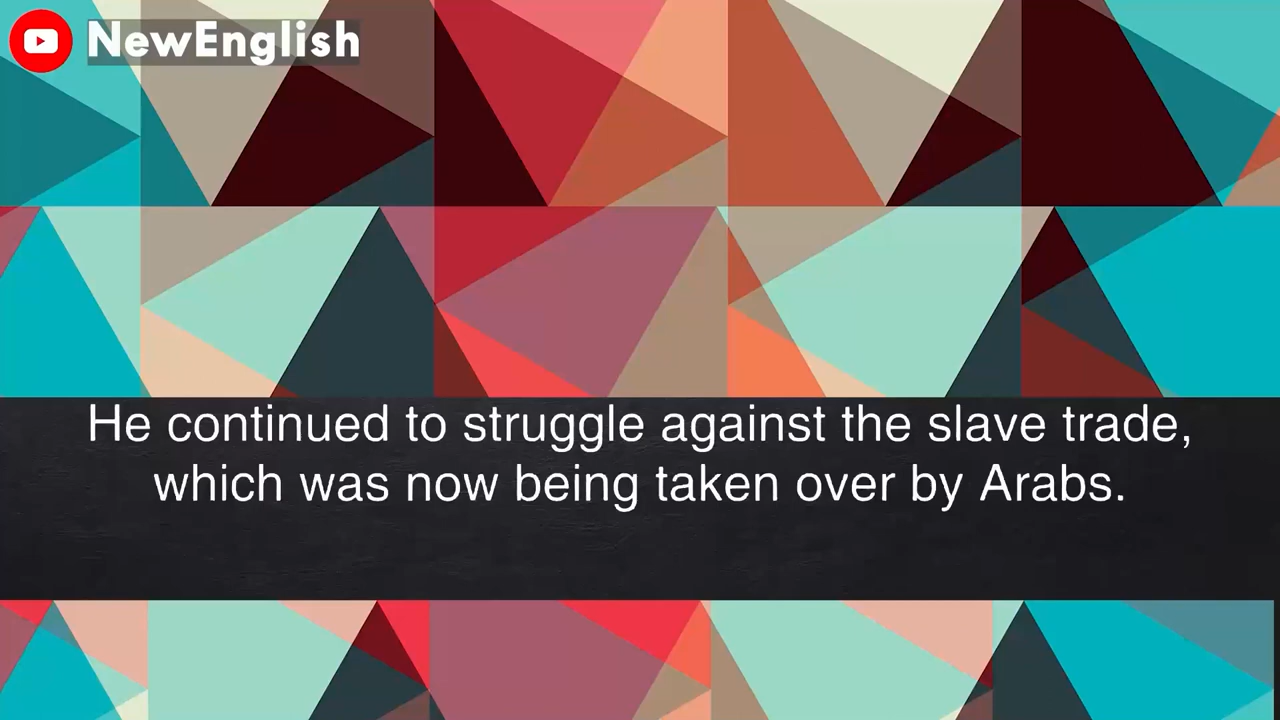 NewEnglish
He continued to struggle against the slave trade,
which was now being taken over by Arabs.